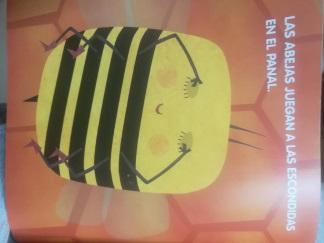 LAS ABEJAS JUEGAN A LAS ESCONDIDAS
EN EL PANAL.